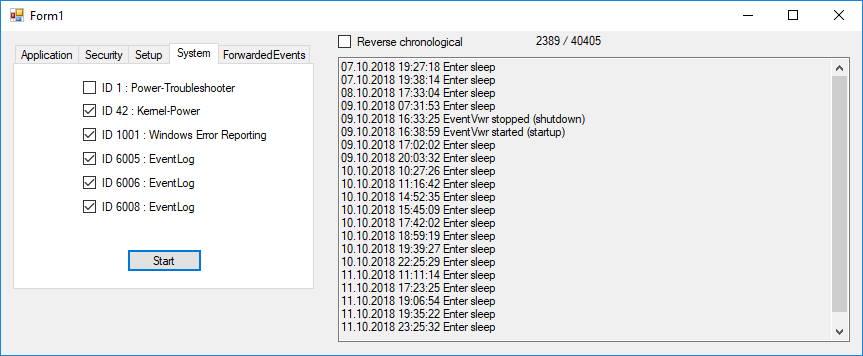 Form1
Application Security Setup System ForwardedEvents
ID 1 : Power-Troubleshooter
ID 42 : Kernel-Power
ID 1001 : Windows Error Reporting
ID 6005 : EventLog
ID 6006 : EventLog
ID 6008 : EventLog
Start
Reverse chronological 2389 / 40405
07.10.2018 19:27:18 Enter sleep
07.10.2018 19:38:14 Enter sleep
08.10.2018 17:33:04 Enter sleep
09.10.2018 07:31:53 Enter sleep
09.10.2018 16:33:25 EventVwr stopped (shutdown)
09.10.2018 16:38:59 EventVwr started (startup)
09.10.2018 17:02:02 Enter sleep
09.10.2018 20:03:32 Enter sleep
10.10.2018 10:27:26 Enter sleep
10.10.2018 11:16:42 Enter sleep
10.10.2018 14:52:35 Enter sleep
10.10.2018 15:45:09 Enter sleep
10.10.2018 17:42:02 Enter sleep
10.10.2018 18:59:19 Enter sleep
10.10.2018 19:39:27 Enter sleep
10.10.2018 22:25:29 Enter sleep
11.10.2018 11:11:14 Enter sleep
11.10.2018 17:23:25 Enter sleep
11.10.2018 19:06:54 Enter sleep
11.10.2018 19:35:22 Enter sleep
11.10.2018 23:25:32 Enter sleep